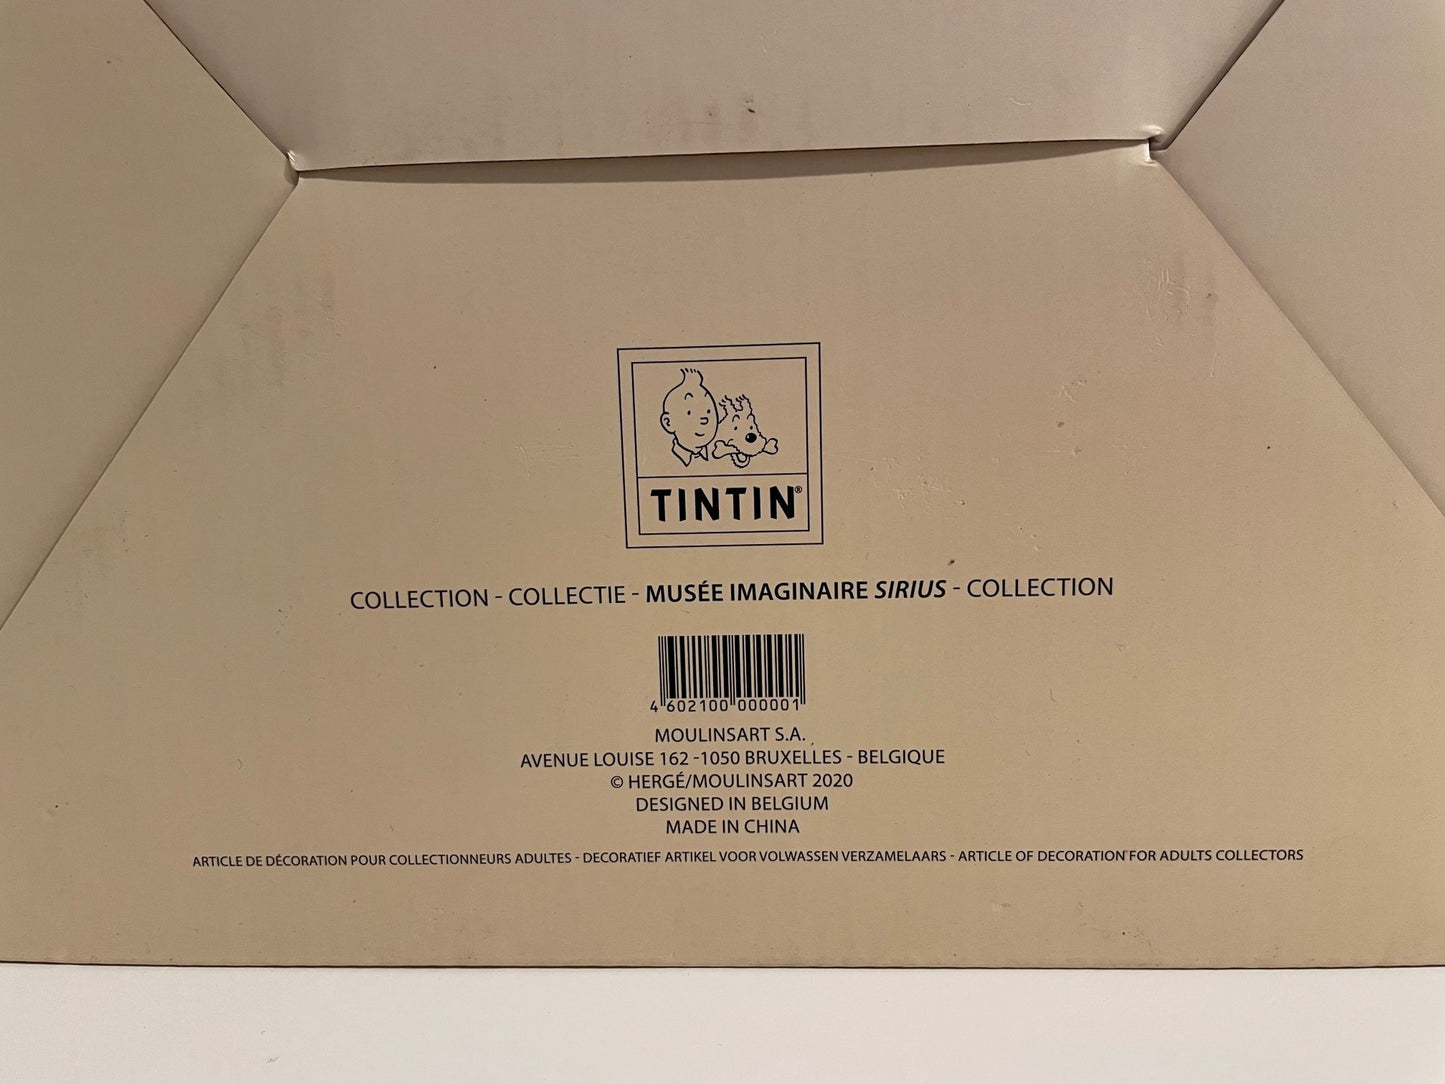 TINTIN®
COLLECTION - COLLECTIE - MUSÉE IMAGINAIRE SIRIUS - COLLECTION
4 602100 000001
MOULINSART S.A.
AVENUE LOUISE 162 -1050 BRUXELLES - BELGIQUE
© HERGÉ/MOULINSART 2020
DESIGNED IN BELGIUM
MADE IN CHINA
ARTICLE DE DÉCORATION POUR COLLECTIONNEURS ADULTES - DECORATIEF ARTIKEL VOOR VOLWASSEN VERZAMELAARS - ARTICLE OF DECORATION FOR ADULTS COLLECTORS